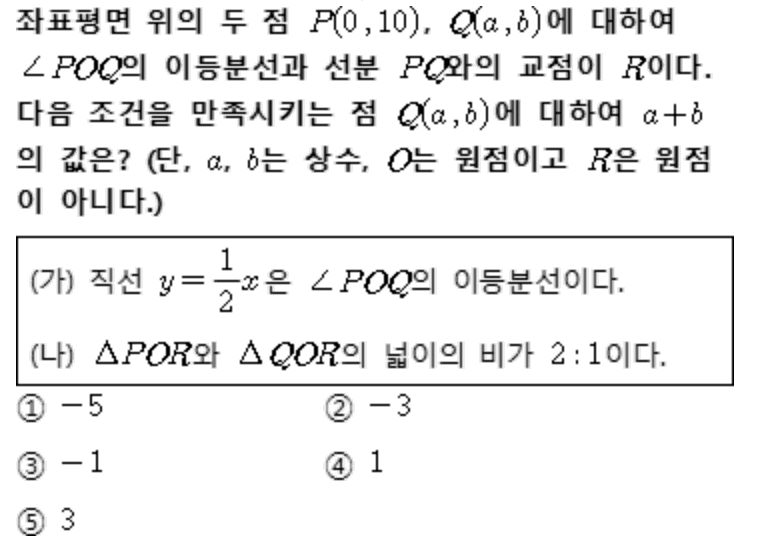 좌표평면 위의 두 점 P(0,10), Q(a,b)에 대하여
∠POQ의 이등분선과 선분 PQ와의 교점이 R이다.
다음 조건을 만족시키는 점 Q(a,b)에 대하여 a+b
의 값은? (단, a, b는 상수, O는 원점이고 R은 원점
이 아니다.)
(가) 직선 y=1/2x은 ∠POQ의 이등분선이다.
(나) △POR와 △QOR의 넓이의 비가 2:1이다.
① -5 ② -3
③ -1 ④ 1
⑤ 3